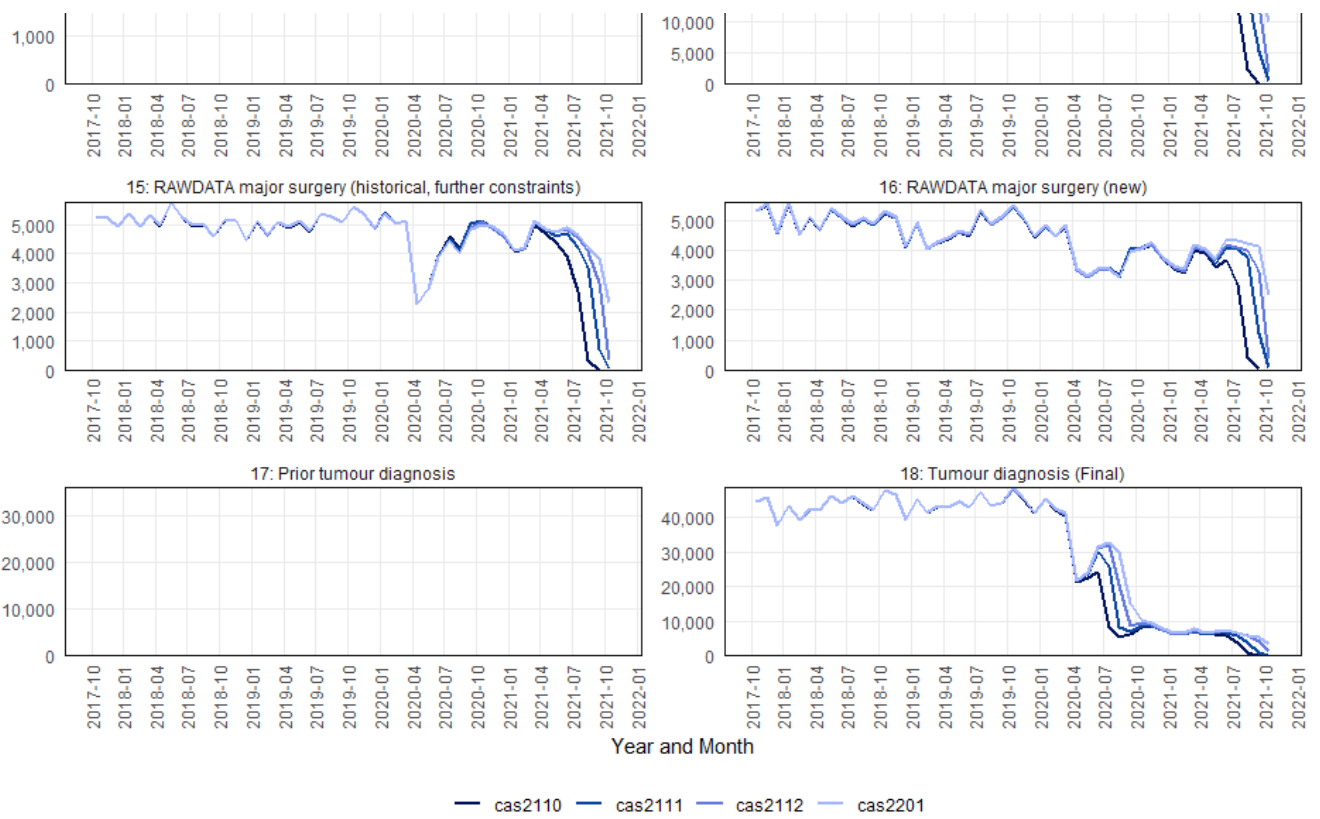 1,000
0
2017-10 2018-01 2018-04 2018-07 2018-10 2019-01 2019-04 2019-07 2019-10 2020-01 2020-04 2020-07 2020-10 2021-01 2021-04 2021-07 2021-10 2022-01
10,000
5,000
0
2017-10 2018-01 2018-04 2018-07 2018-10 2019-01 2019-04 2019-07 2019-10 2020-01 2020-04 2020-07 2020-10 2021-01 2021-04 2021-07 2021-10 2022-01
15: RAWDATA major surgery (historical, further constraints)
5,000
4,000
3,000
2,000
1,000
0
2017-10 2018-01 2018-04 2018-07 2018-10 2019-01 2019-04 2019-07 2019-10 2020-01 2020-04 2020-07 2020-10 2021-01 2021-04 2021-07 2021-10 2022-01
16: RAWDATA major surgery (new)
5,000
4,000
3,000
2,000
1,000
0
2017-10 2018-01 2018-04 2018-07 2018-10 2019-01 2019-04 2019-07 2019-10 2020-01 2020-04 2020-07 2020-10 2021-01 2021-04 2021-07 2021-10 2022-01
17: Prior tumour diagnosis
30,000
20,000
10,000
0
2017-10 2018-01 2018-04 2018-07 2018-10 2019-01 2019-04 2019-07 2019-10 2020-01 2020-04 2020-07 2020-10 2021-01 2021-04 2021-07 2021-10 2022-01
18: Tumour diagnosis (Final)
40,000
30,000
20,000
10,000
0
2017-10 2018-01 2018-04 2018-07 2018-10 2019-01 2019-04 2019-07 2019-10 2020-01 2020-04 2020-07 2020-10 2021-01 2021-04 2021-07 2021-10 2022-01
Year and Month
cas2110 cas2111 cas2112 cas2201